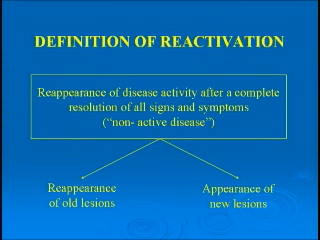 DEFINITION OF REACTIVATION
Reappearance of disease activity after a complete
resolution of all signs and symptoms
(“non- active disease”)
Reappearance
of old lesions
Appearance of
new lesions